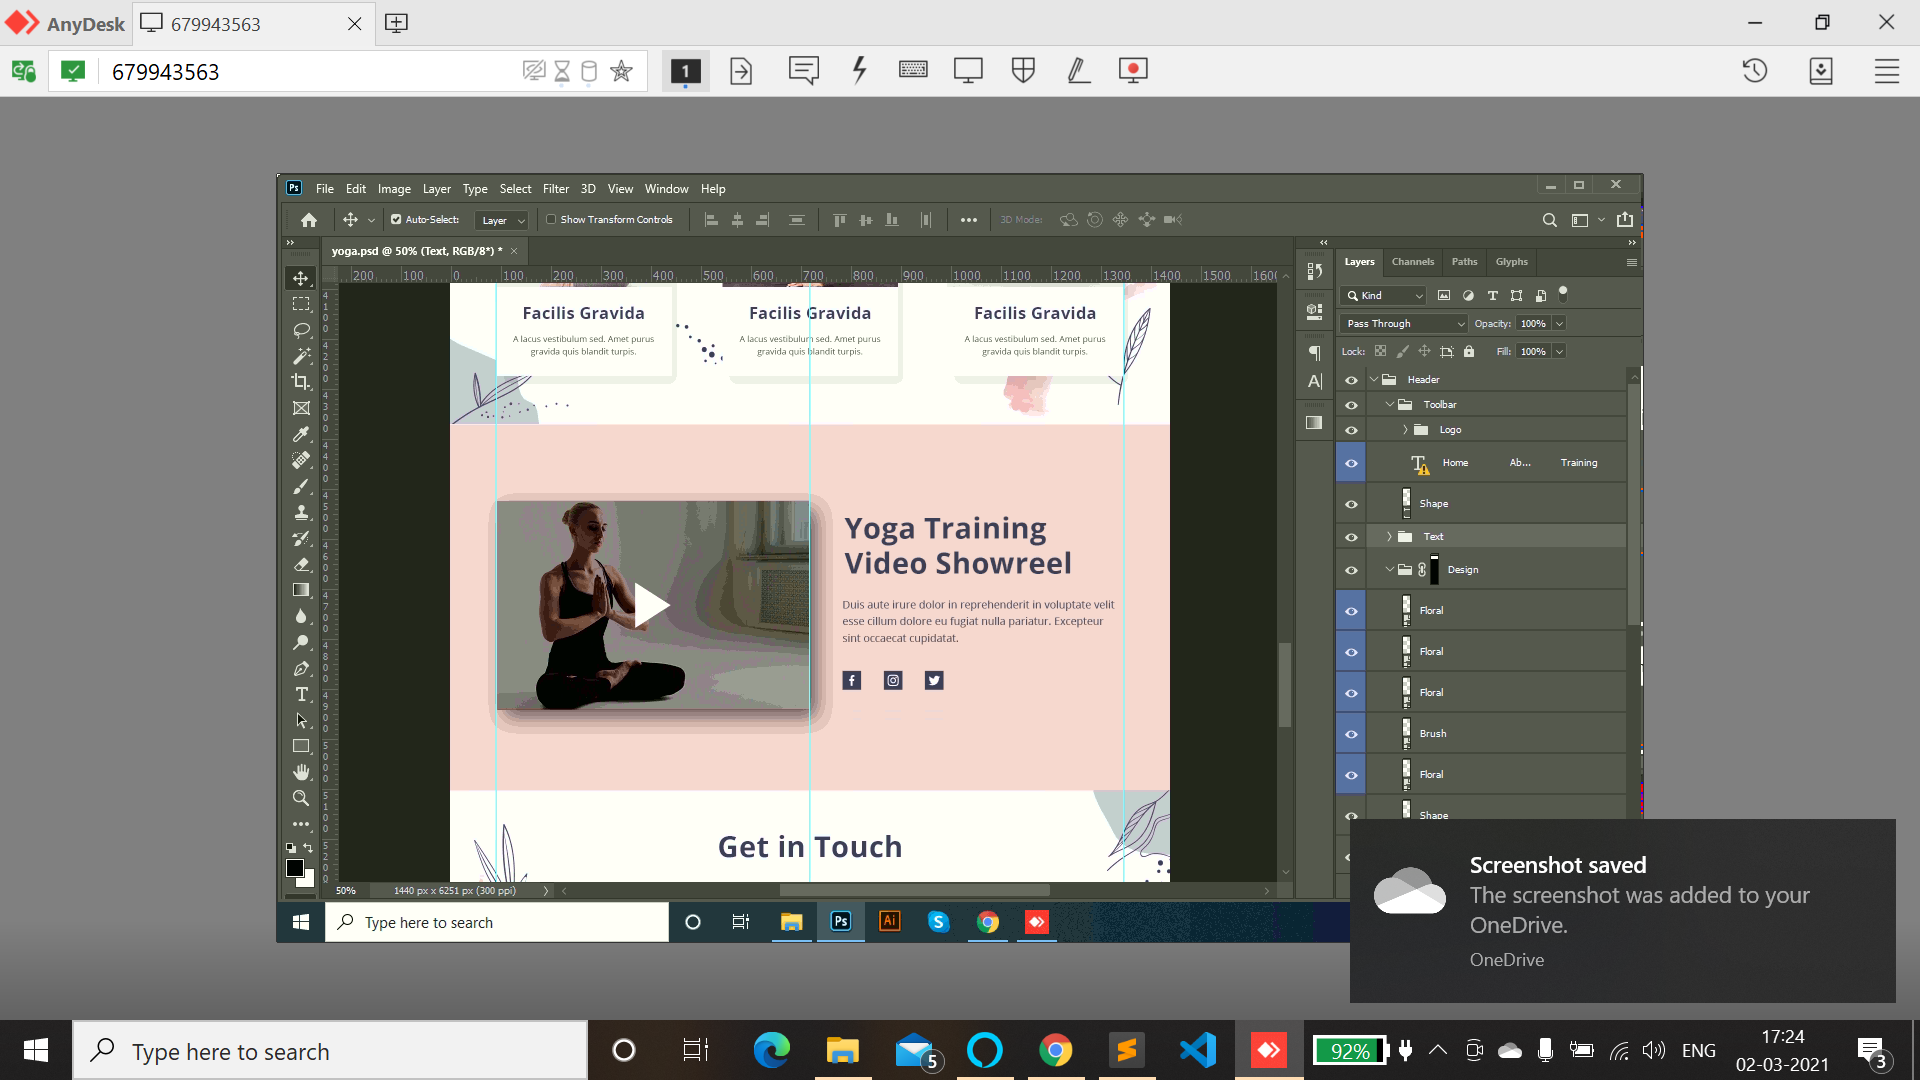 AnyDesk
679943563
679943563
1
Ps File Edit Image Layer Type Select Filter 3D View Window Help
Auto-Select: Layer Show Transform Controls 3D Mode:
yoga.psd @ 50% (Text, RGB/8*) *
200 100 0 100 200 300 400 500 600 700 800 900 1000 1100 1200 1300 1400 1500 1600
Layers Channels Paths Glyphs
Kind
Pass Through Opacity: 100%
Lock: Fill: 100%
Header
Toolbar
Logo
Home Ab... Training
Shape
Text
Design
Floral
Floral
Floral
Brush
Floral
Shape
Facilis Gravida
A lacus vestibulum sed. Amet purus
gravida quis blandit turpis.
Facilis Gravida
A lacus vestibulum sed. Amet purus
gravida quis blandit turpis.
Facilis Gravida
A lacus vestibulum sed. Amet purus
gravida quis blandit turpis.
Yoga Training
Video Showreel
Duis aute irure dolor in reprehenderit in voluptate velit
esse cillum dolore eu fugiat nulla pariatur. Excepteur
sint occaecat cupidatat.
Get in Touch
50% 1440 px x 6251 px (300 ppi)
Type here to search
Ps
Ai
Screenshot saved
The screenshot was added to your
OneDrive.
OneDrive
Type here to search
5
92%
ENG
17:24
02-03-2021
3